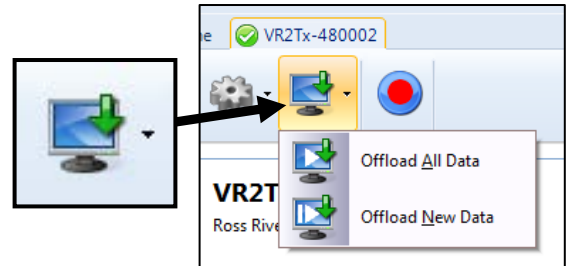 e VR2Tx-480002
Offload All Data
VR2T
Offload New Data
Ross Rive